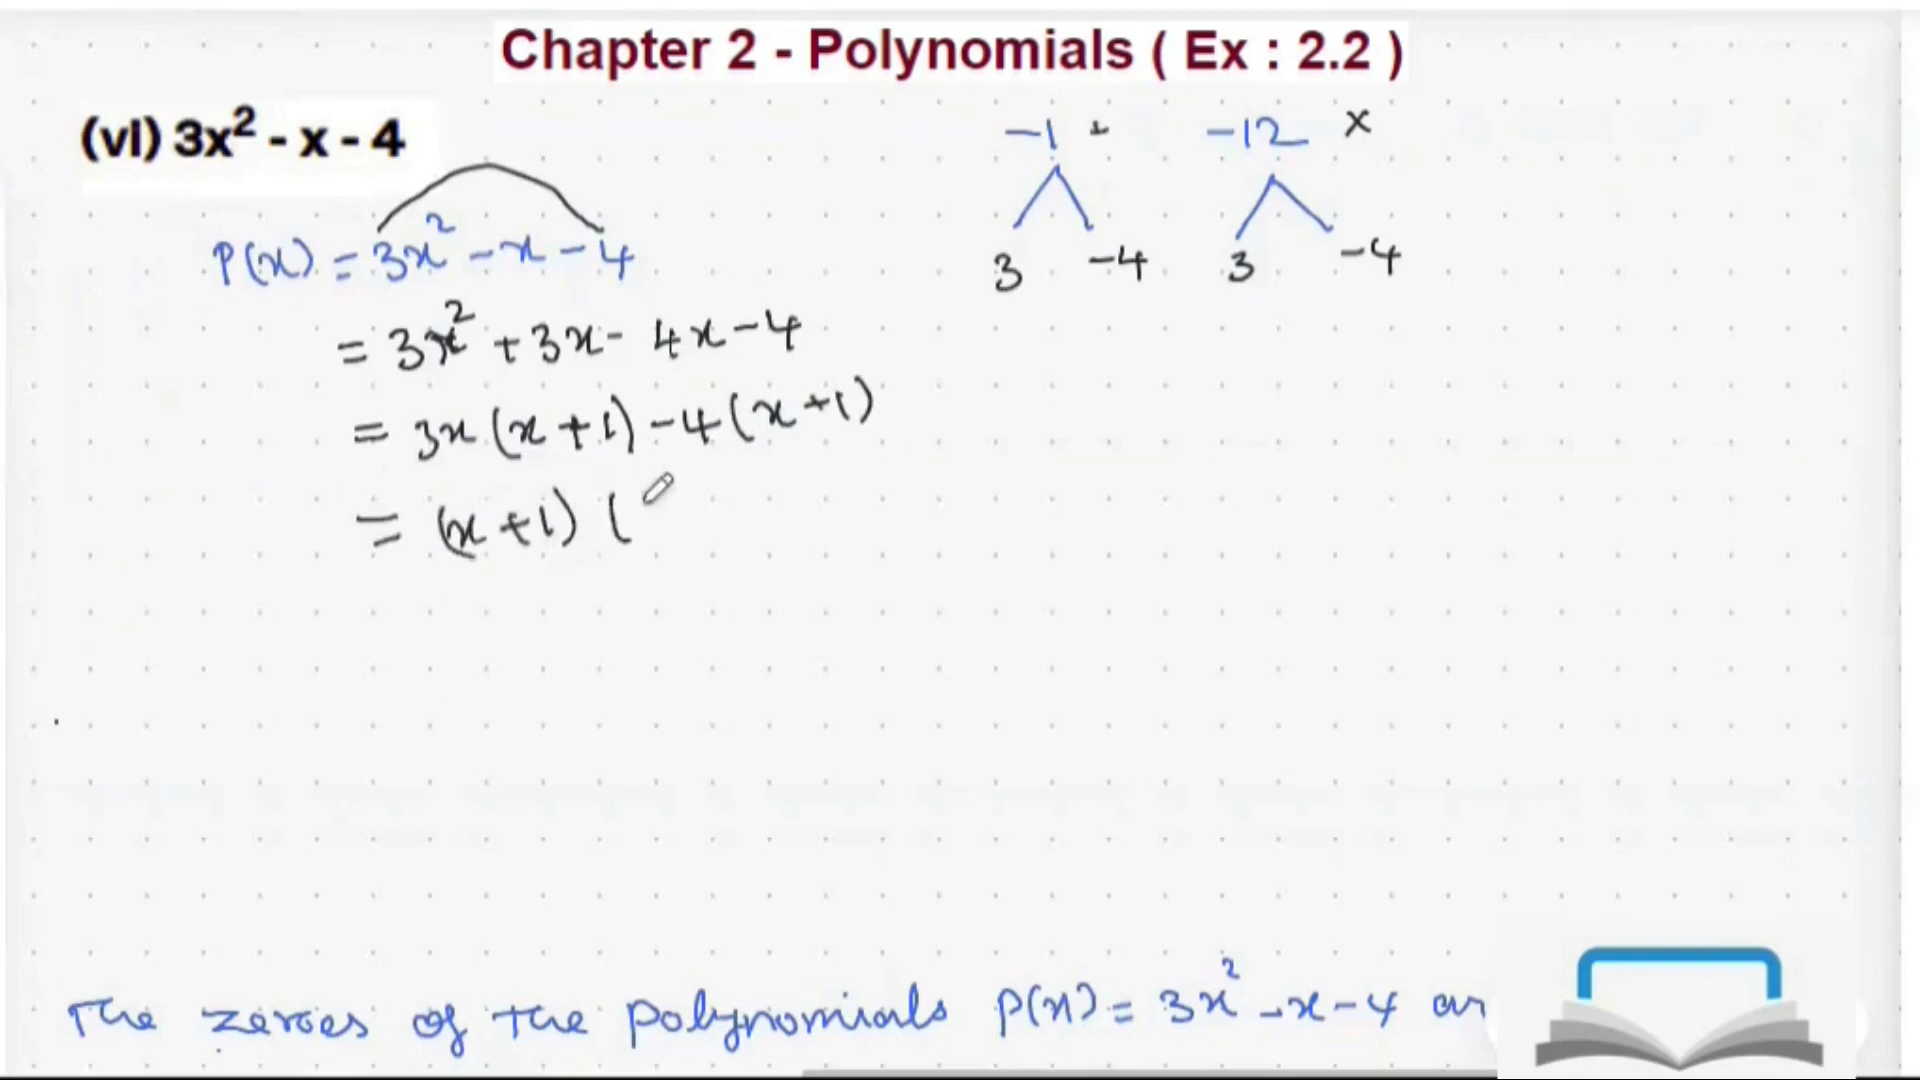 Chapter 2 - Polynomials ( Ex : 2.2 )
(vi) 3x² - x - 4
-1 + -12 x
3 -4 3 -4
P(x) = 3x² - x - 4
= 3x² + 3x - 4x - 4
= 3x (x + 1) - 4 (x + 1)
= (x + 1) (
The zeroes of the polynomials P(x) = 3x² - x - 4 ar